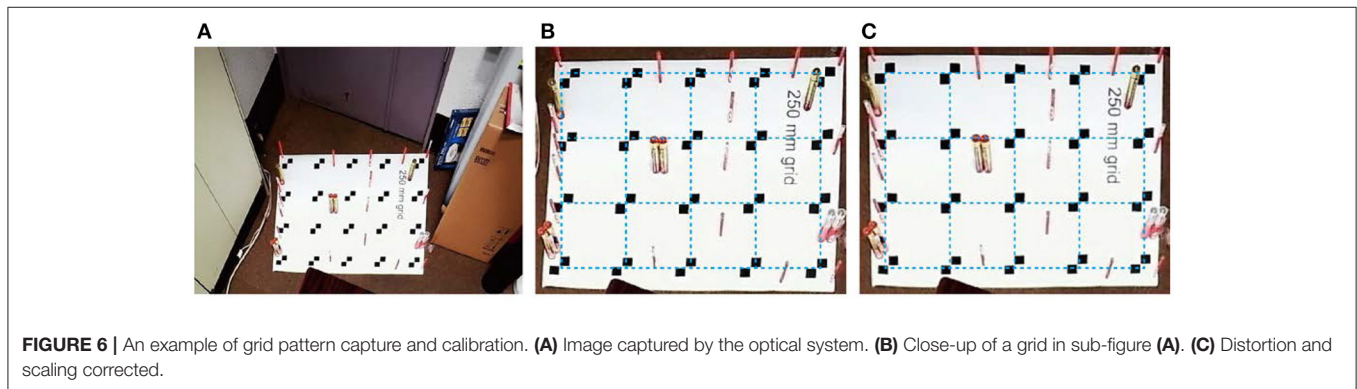 A
B
C
250 mm grid
250 mm grid
250 mm grid
FIGURE 6 | An example of grid pattern capture and calibration. (A) Image captured by the optical system. (B) Close-up of a grid in sub-figure (A). (C) Distortion and
scaling corrected.